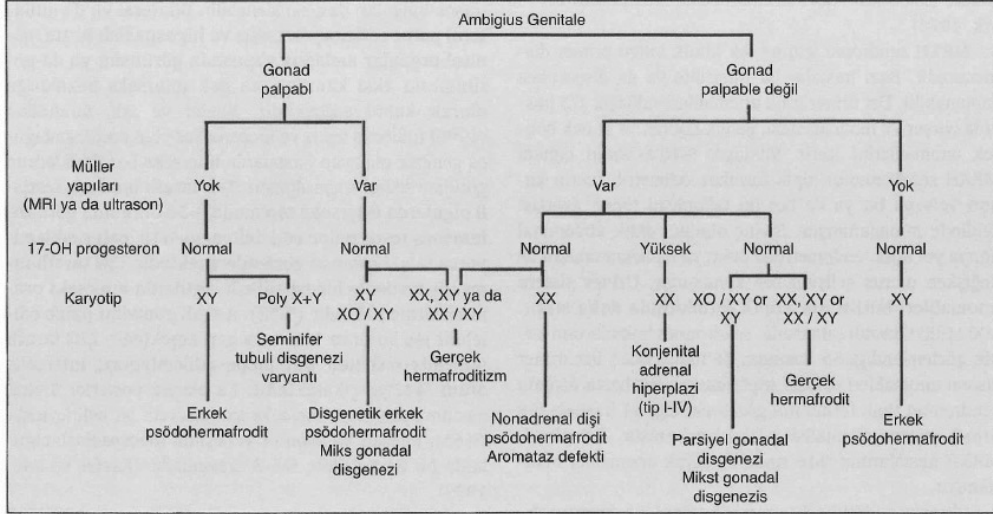 Ambigius Genitale
Gonad
palpabl
Gonad
palpable değil
Müller
yapıları
(MRI ya da ultrason)
Yok
Var
Var
Yok
17-OH progesteron
Normal
Normal
Normal
Yüksek
Normal
Normal
Karyotip
XY
Poly X+Y
XY ya da
XO / XY
XX, XY ya da
XX / XY
XX
XX
XO / XY or
XY
XX, XY or
XX / XY
XY
Seminifer
tubuli disgenezi
varyantı
Gerçek
hermafroditizm
Konjenital
adrenal
hiperplazi
(tip I-IV)
Gerçek
hermafrodit
Erkek
psödohermafrodit
Disgenetik erkek
psödohermafrodit
Miks gonadal
disgenezi
Nonadrenal dişi
psödohermafrodit
Aromataz defekti
Parsiyel gonadal
disgenezi
Mikst gonadal
disgenezis
Erkek
psödohermafrodit